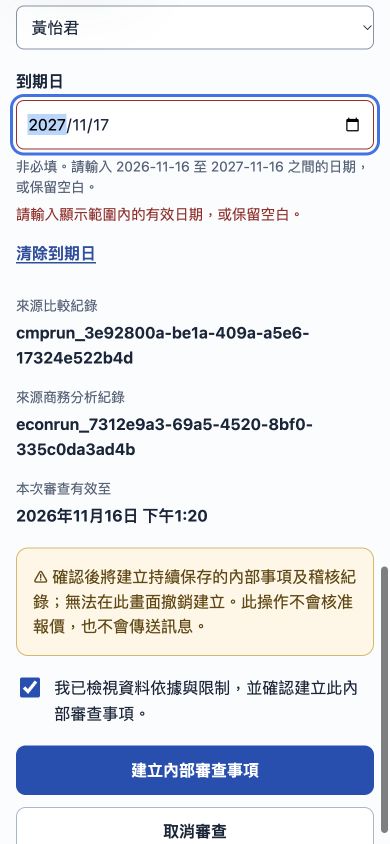 黃怡君
到期日
2027/11/17
非必填。請輸入 2026-11-16 至 2027-11-16 之間的日期，
或保留空白。
請輸入顯示範圍內的有效日期，或保留空白。
清除到期日
來源比較紀錄
cmprun_3e92800a-be1a-409a-a5e6-
17324e522b4d
來源商務分析紀錄
econrun_7312e9a3-69a5-4520-8bf0-
335c0da3ad4b
本次審查有效至
2026年11月16日 下午1:20
⚠ 確認後將建立持續保存的內部事項及稽核紀
錄；無法在此畫面撤銷建立。此操作不會核准
報價，也不會傳送訊息。
我已檢視資料依據與限制，並確認建立此內
部審查事項。
建立內部審查事項
取消審查